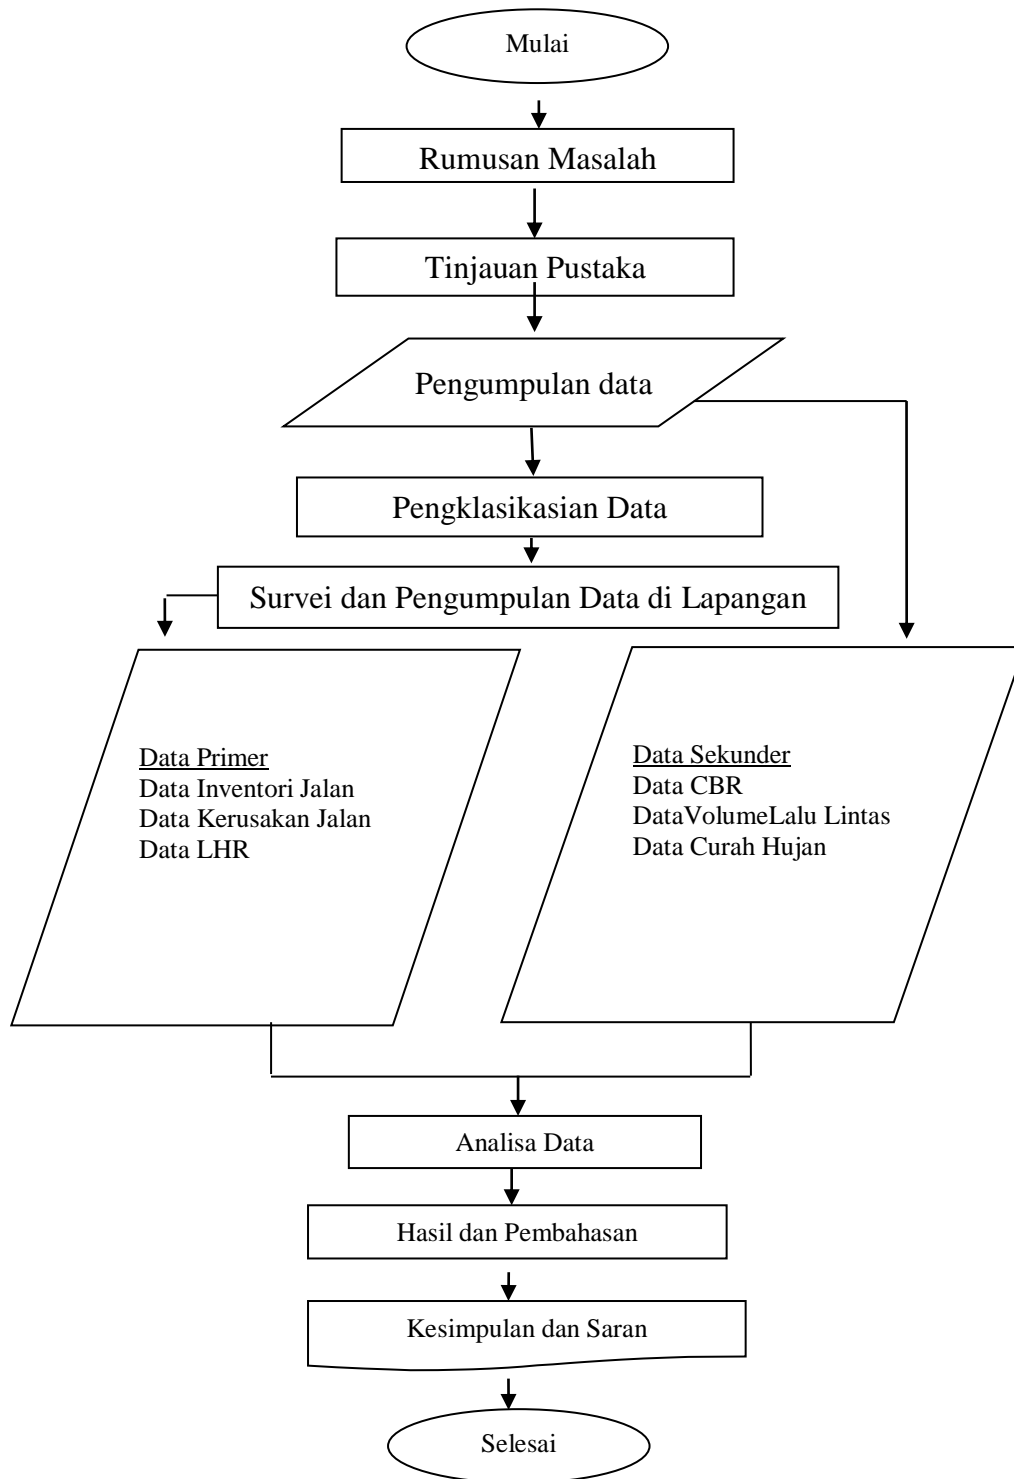 Mulai
Rumusan Masalah
Tinjauan Pustaka
Pengumpulan data
Pengklasikasian Data
Survei dan Pengumpulan Data di Lapangan
Data Primer
Data Inventori Jalan
Data Kerusakan Jalan
Data LHR
Data Sekunder
Data CBR
DataVolumeLalu Lintas
Data Curah Hujan
Analisa Data
Hasil dan Pembahasan
Kesimpulan dan Saran
Selesai